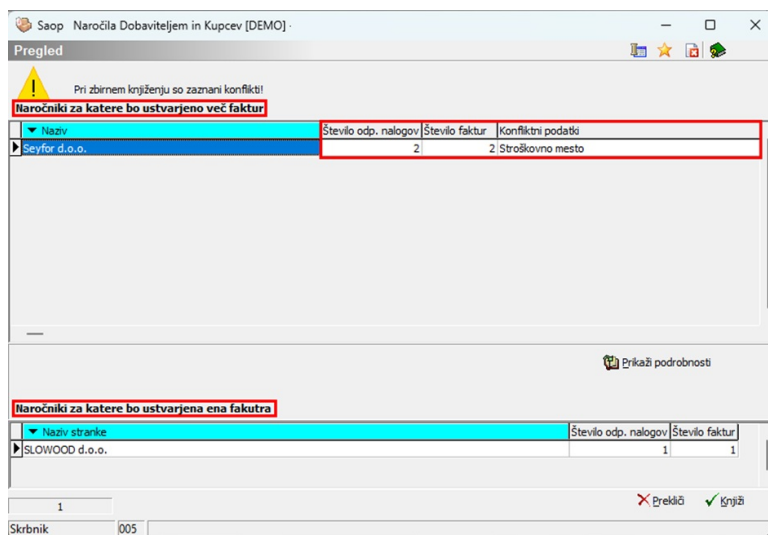 Saop Naročila Dobaviteljem in Kupcev [DEMO] -
Pregled
Pri zbirnem knjiženju so zaznani konflikti!
Naročniki za katere bo ustvarjeno več faktur
Naziv Število odp. nalogov Število faktur Konfliktni podatki
Seyfor d.o.o. 2 2 Stroškovno mesto
Prikaži podrobnosti
Naročniki za katere bo ustvarjena ena fakutra
Naziv stranke Število odp. nalogov Število faktur
SLOWOOD d.o.o. 1 1
1 Prekliči Knjiži
Skrbnik 005